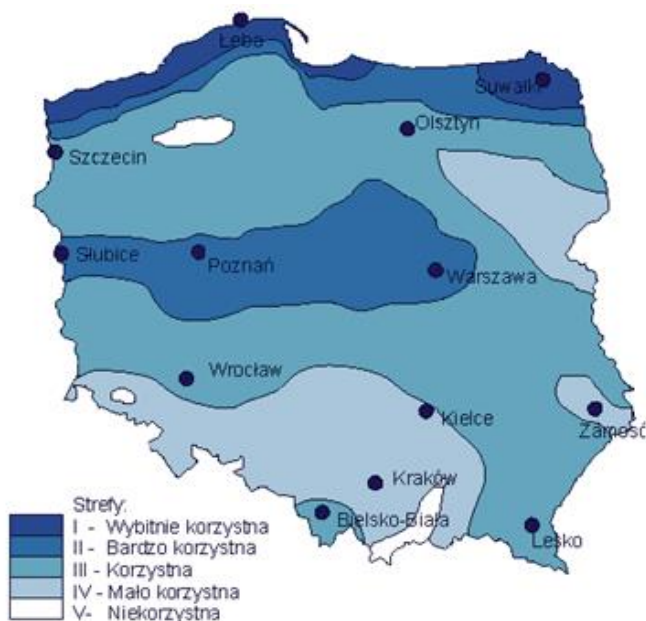 Łeba
Suwałki
Olsztyn
Szczecin
Słubice
Poznań
Warszawa
Wrocław
Kielce
Zamość
Kraków
Bielsko-Biała
Lesko
Strefy:
I - Wybitnie korzystna
II - Bardzo korzystna
III - Korzystna
IV - Mało korzystna
V- Niekorzystna